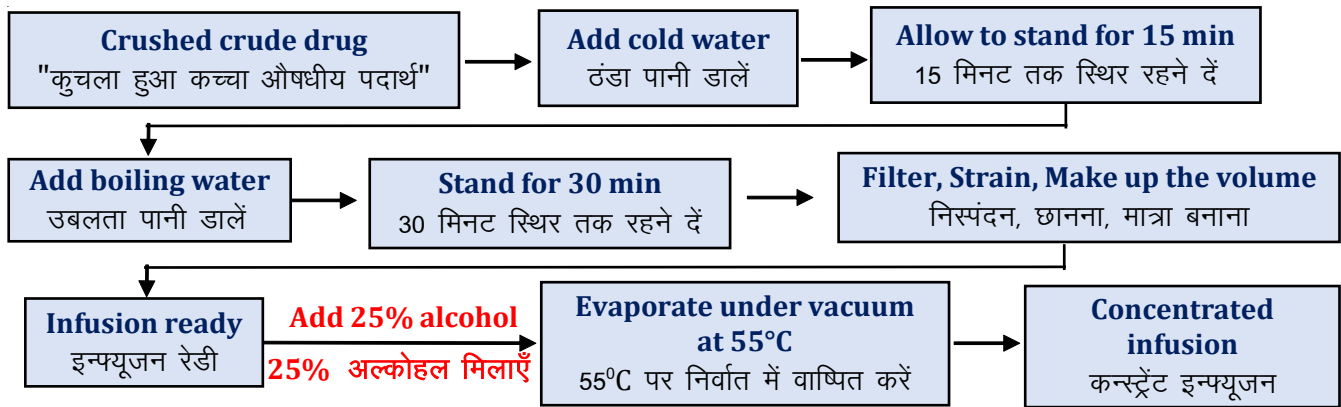 Crushed crude drug
"कुचला हुआ कच्चा औषधीय पदार्थ"
Add cold water
ठंडा पानी डालें
Allow to stand for 15 min
15 मिनट तक स्थिर रहने दें
Add boiling water
उबलता पानी डालें
Stand for 30 min
30 मिनट स्थिर तक रहने दें
Filter, Strain, Make up the volume
निस्पंदन, छानना, मात्रा बनाना
Infusion ready
इन्फ्यूजन रेडी
Add 25% alcohol
25% अल्कोहल मिलाएँ
Evaporate under vacuum
at 55°C
55⁰C पर निर्वात में वाष्पित करें
Concentrated
infusion
कन्स्ट्रेंट इन्फ्यूजन